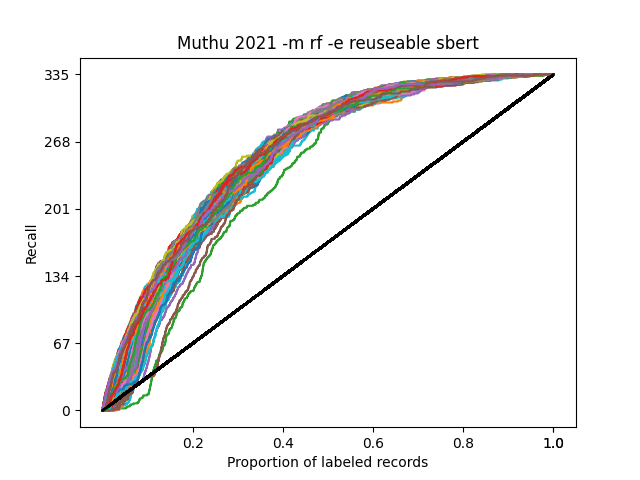 Muthu 2021 -m rf -e reuseable sbert
335
268
201
134
67
0
Recall
0.2 0.4 0.6 0.8 1.0 1.0
Proportion of labeled records